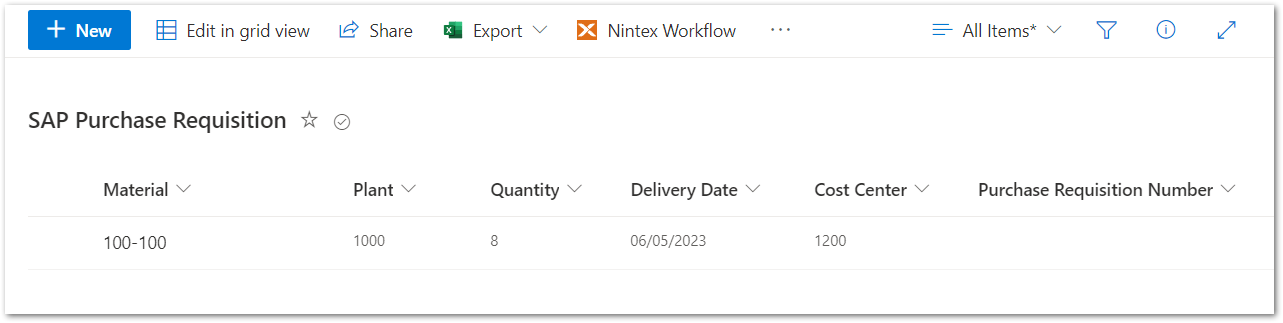 New Edit in grid view Share Export Nintex Workflow ··· All Items*
SAP Purchase Requisition
Material Plant Quantity Delivery Date Cost Center Purchase Requisition Number
100-100 1000 8 06/05/2023 1200